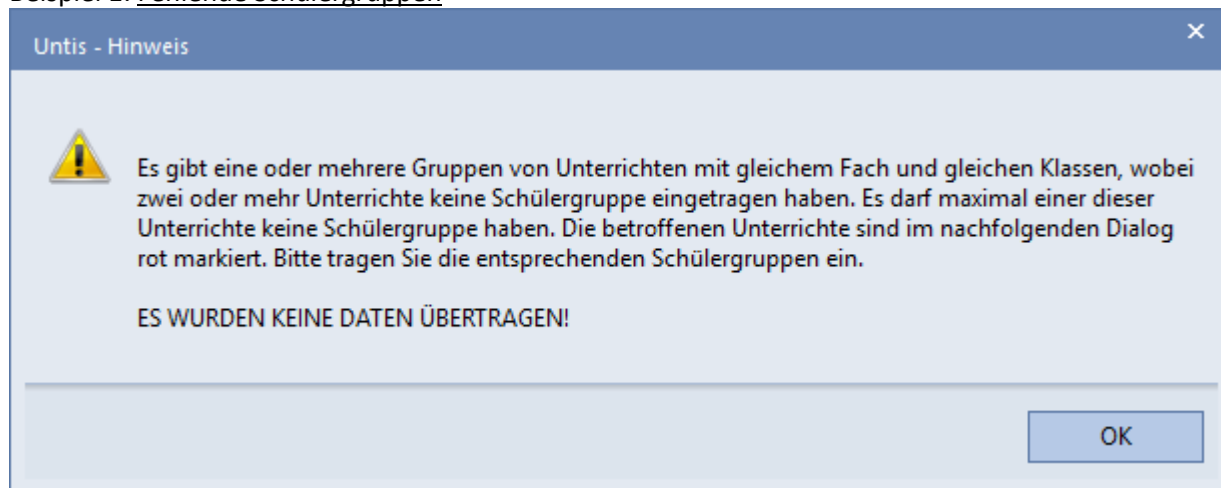 Untis - Hinweis
Es gibt eine oder mehrere Gruppen von Unterrichten mit gleichem Fach und gleichen Klassen, wobei
zwei oder mehr Unterrichte keine Schülergruppe eingetragen haben. Es darf maximal einer dieser
Unterrichte keine Schülergruppe haben. Die betroffenen Unterrichte sind im nachfolgenden Dialog
rot markiert. Bitte tragen Sie die entsprechenden Schülergruppen ein.
ES WURDEN KEINE DATEN ÜBERTRAGEN!
OK